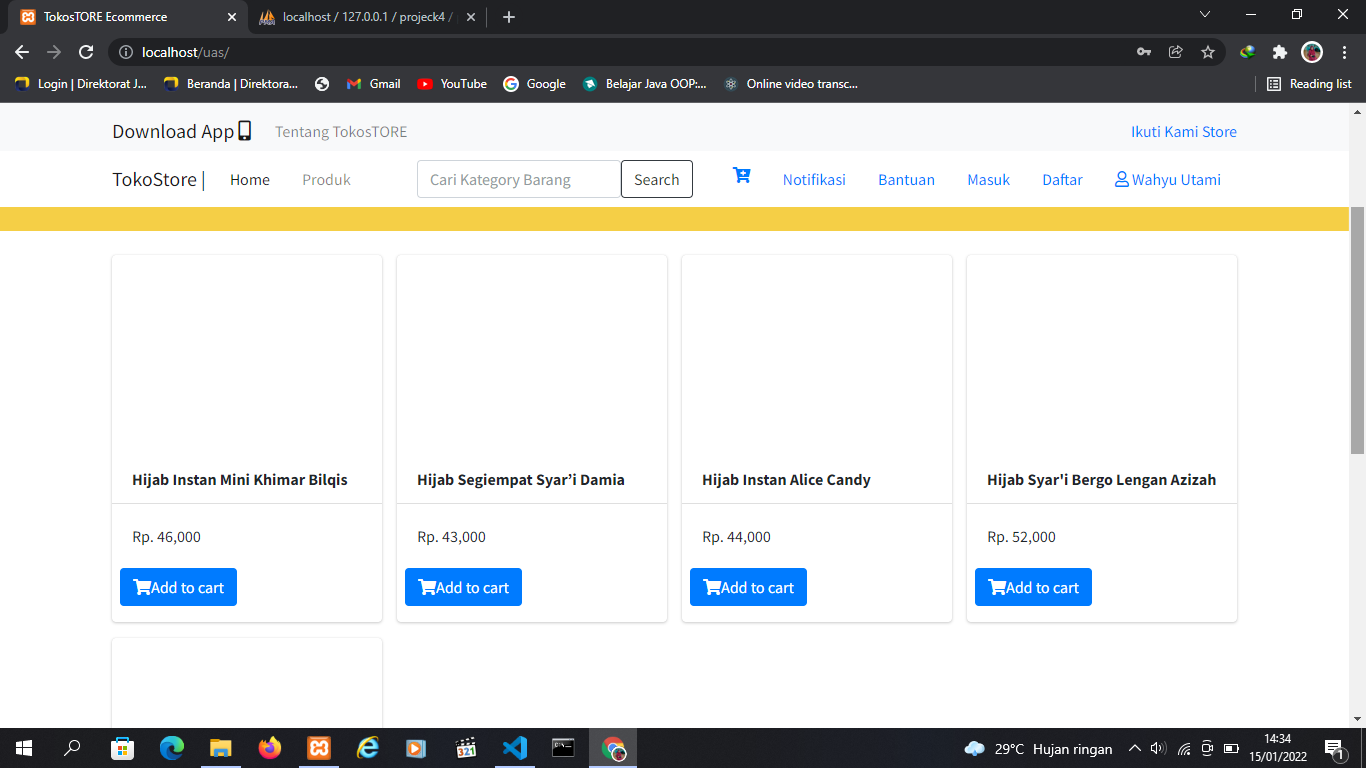 TokosTORE Ecommerce
localhost / 127.0.0.1 / projeck4 /
localhost/uas/
Login | Direktorat J...
Beranda | Direktora...
Gmail
YouTube
Google
Belajar Java OOP:...
Online video transc...
Reading list
Download App
Tentang TokosTORE
Ikuti Kami Store
TokoStore |
Home
Produk
Cari Kategory Barang
Search
Notifikasi
Bantuan
Masuk
Daftar
Wahyu Utami
Hijab Instan Mini Khimar Bilqis
Hijab Segiempat Syar’i Damia
Hijab Instan Alice Candy
Hijab Syar'i Bergo Lengan Azizah
Rp. 46,000
Rp. 43,000
Rp. 44,000
Rp. 52,000
Add to cart
Add to cart
Add to cart
Add to cart
321
29°C Hujan ringan
14:34
15/01/2022
1